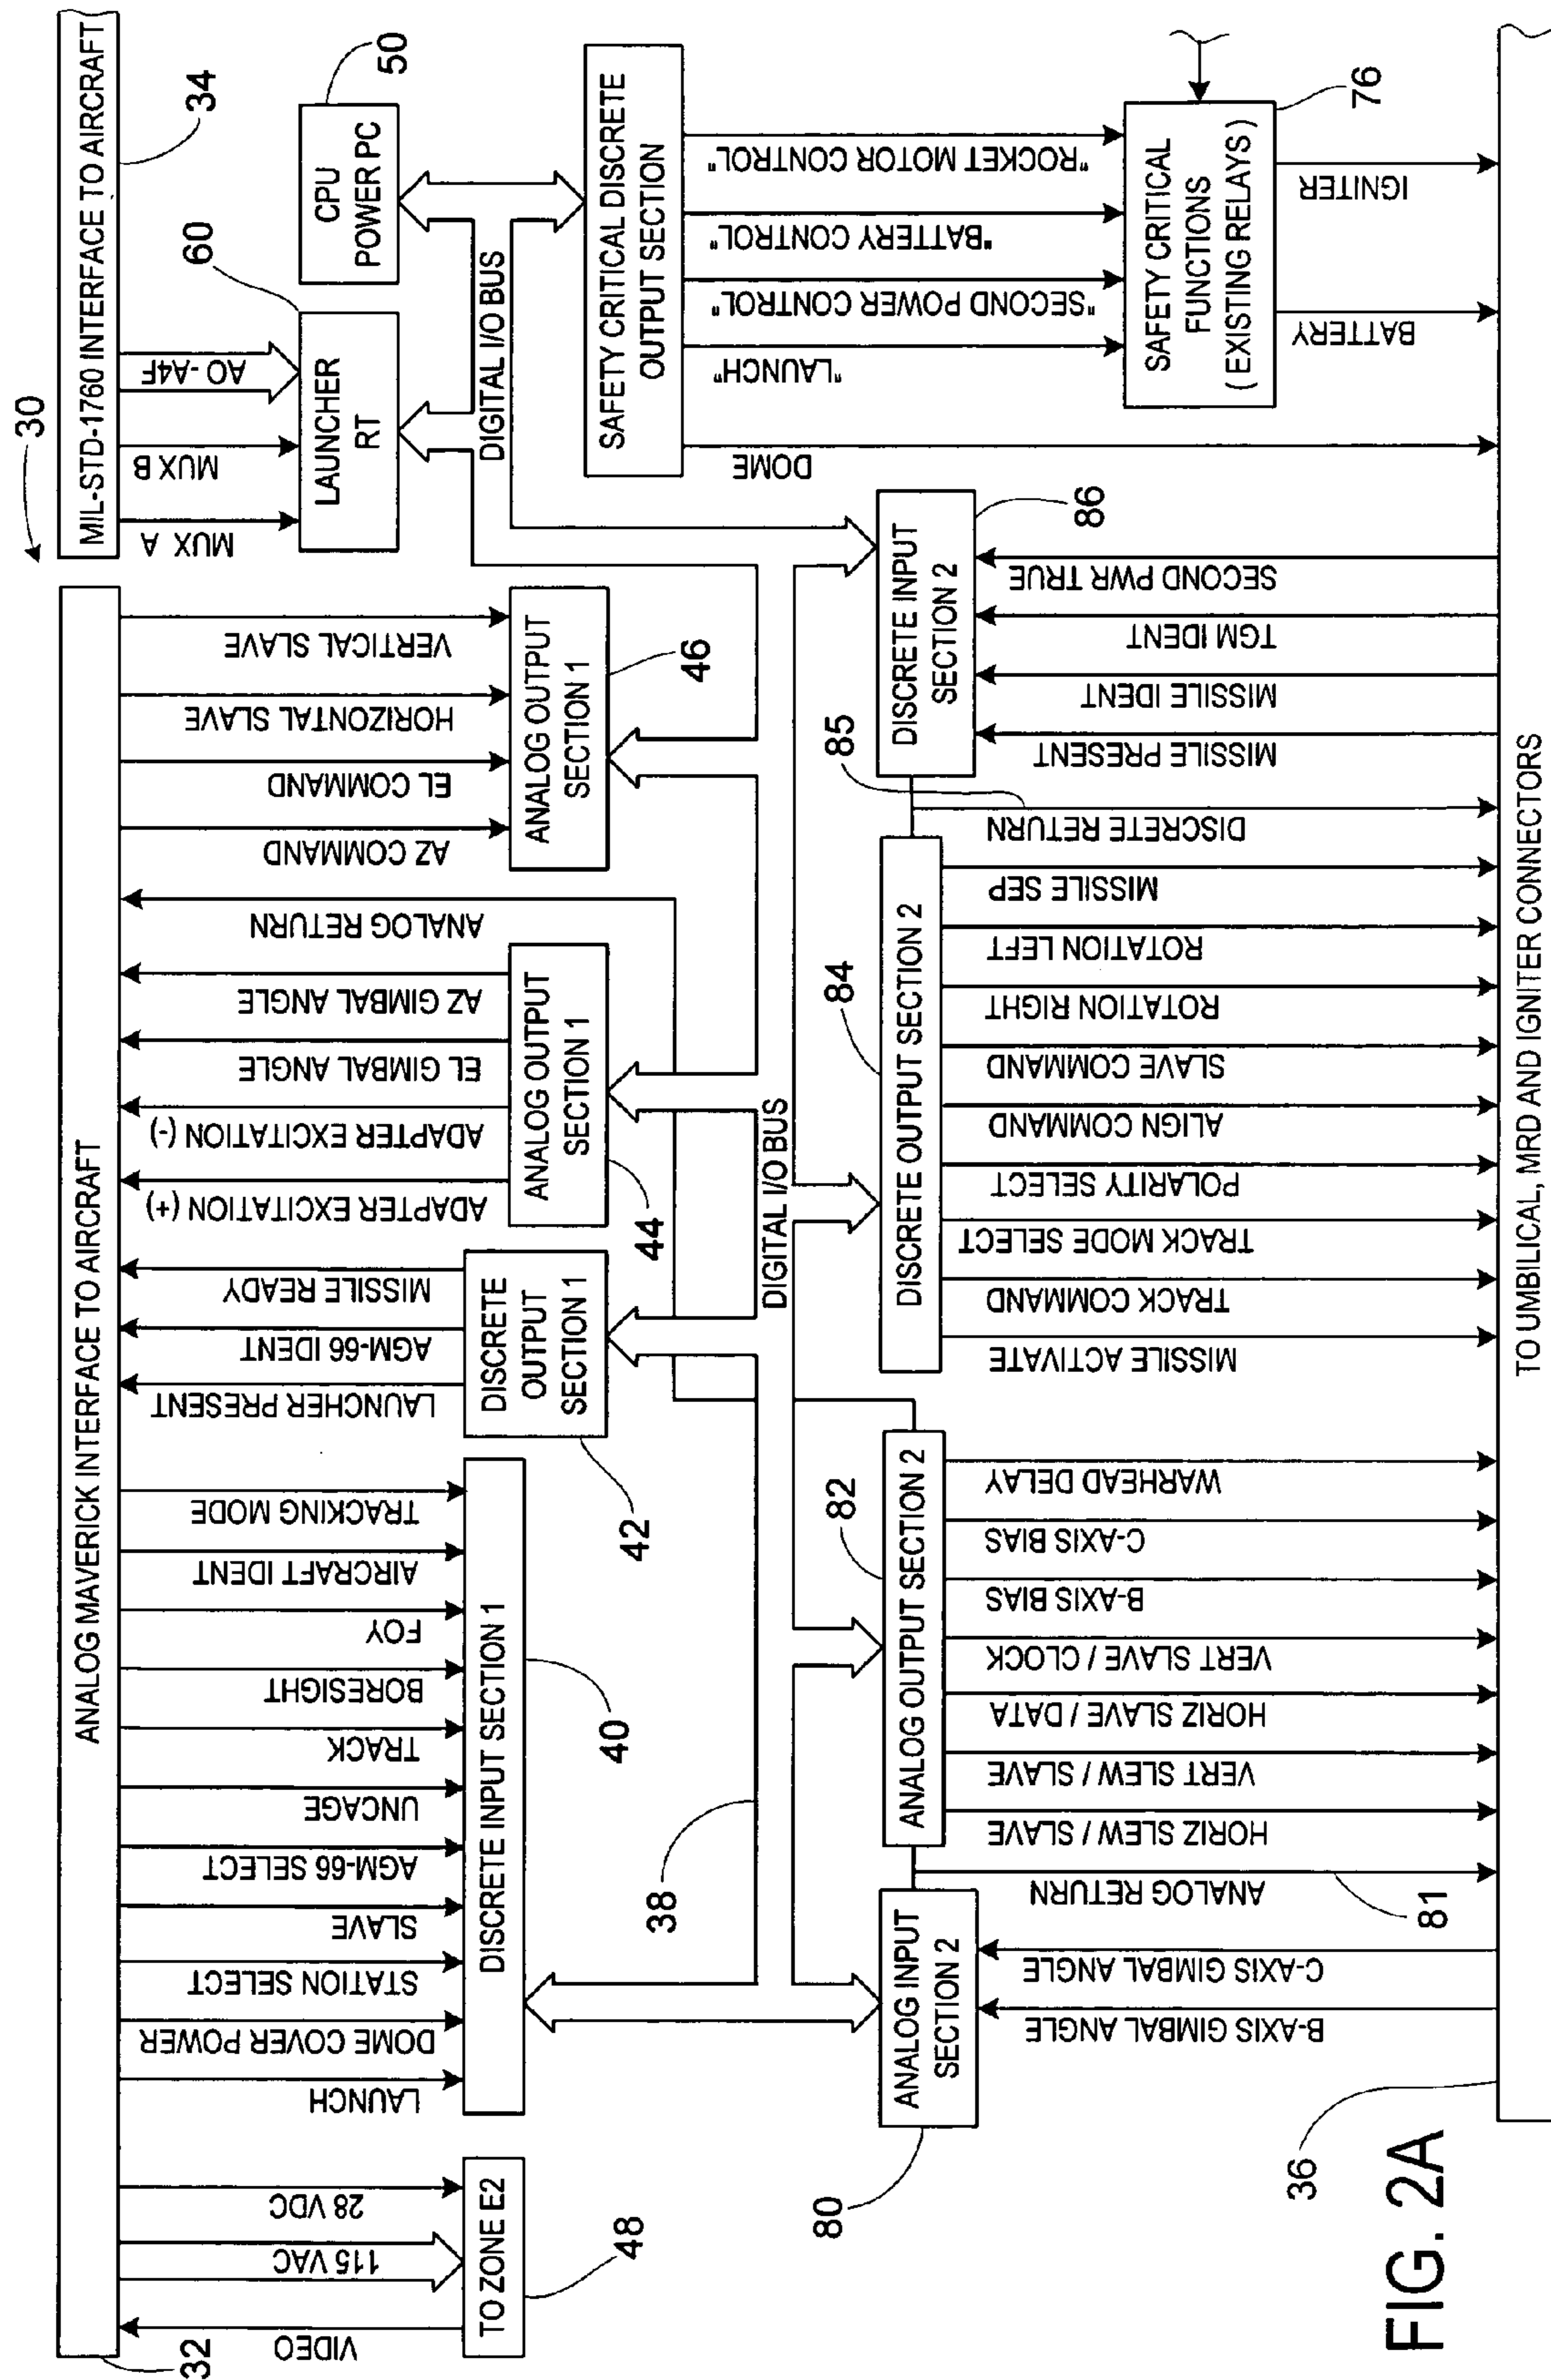 30
ANALOG MAVERICK INTERFACE TO AIRCRAFT
MIL-STD-1760 INTERFACE TO AIRCRAFT
32
34
VIDEO
115 VAC
28 VDC
TO ZONE E2
48
LAUNCH
DOME COVER POWER
STATION SELECT
SLAVE
AGM-66 SELECT
UNCAGE
TRACK
BORESIGHT
FOY
AIRCRAFT IDENT
TRACKING MODE
DISCRETE INPUT SECTION 1
40
LAUNCHER PRESENT
AGM-66 IDENT
MISSILE READY
DISCRETE
OUTPUT
SECTION 1
42
ADAPTER EXCITATION (+)
ADAPTER EXCITATION (-)
EL GIMBAL ANGLE
AZ GIMBAL ANGLE
ANALOG RETURN
ANALOG OUTPUT
SECTION 1
44
AZ COMMAND
EL COMMAND
HORIZONTAL SLAVE
VERTICAL SLAVE
ANALOG OUTPUT
SECTION 1
46
MUX A
MUX B
AO-A4F
LAUNCHER
RT
60
CPU
POWER PC
50
DIGITAL I/O BUS
38
DIGITAL I/O BUS
SAFETY CRITICAL DISCRETE
OUTPUT SECTION
DOME
"LAUNCH"
"SECOND POWER CONTROL"
"BATTERY CONTROL"
"ROCKET MOTOR CONTROL"
SAFETY CRITICAL
FUNCTIONS
( EXISTING RELAYS )
76
BATTERY
IGNITER
80
ANALOG INPUT
SECTION 2
B-AXIS GIMBAL ANGLE
C-AXIS GIMBAL ANGLE
ANALOG RETURN
81
82
ANALOG OUTPUT SECTION 2
HORIZ SLEW / SLAVE
VERT SLEW / SLAVE
HORIZ SLAVE / DATA
VERT SLAVE / CLOCK
B-AXIS BIAS
C-AXIS BIAS
WARHEAD DELAY
84
DISCRETE OUTPUT SECTION 2
MISSILE ACTIVATE
TRACK COMMAND
TRACK MODE SELECT
POLARITY SELECT
ALIGN COMMAND
SLAVE COMMAND
ROTATION RIGHT
ROTATION LEFT
MISSILE SEP
DISCRETE RETURN
85
DISCRETE INPUT
SECTION 2
86
MISSILE PRESENT
MISSILE IDENT
TGM IDENT
SECOND PWR TRUE
36
TO UMBILICAL, MRD AND IGNITER CONNECTORS
FIG. 2A